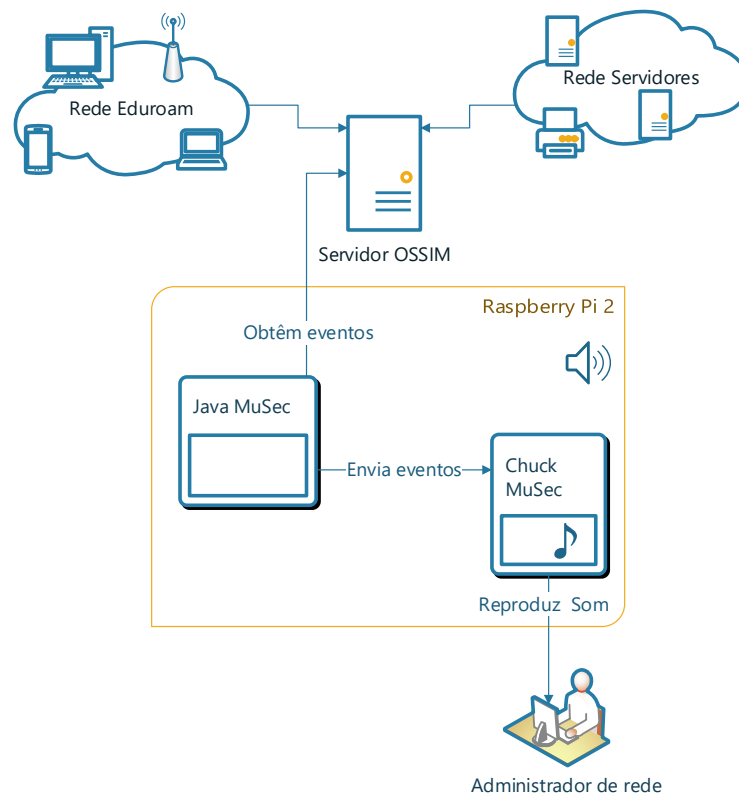 Rede Eduroam
Rede Servidores
Servidor OSSIM
Raspberry Pi 2
Obtêm eventos
Java MuSec
Envia eventos
Chuck
MuSec
Reproduz Som
Administrador de rede